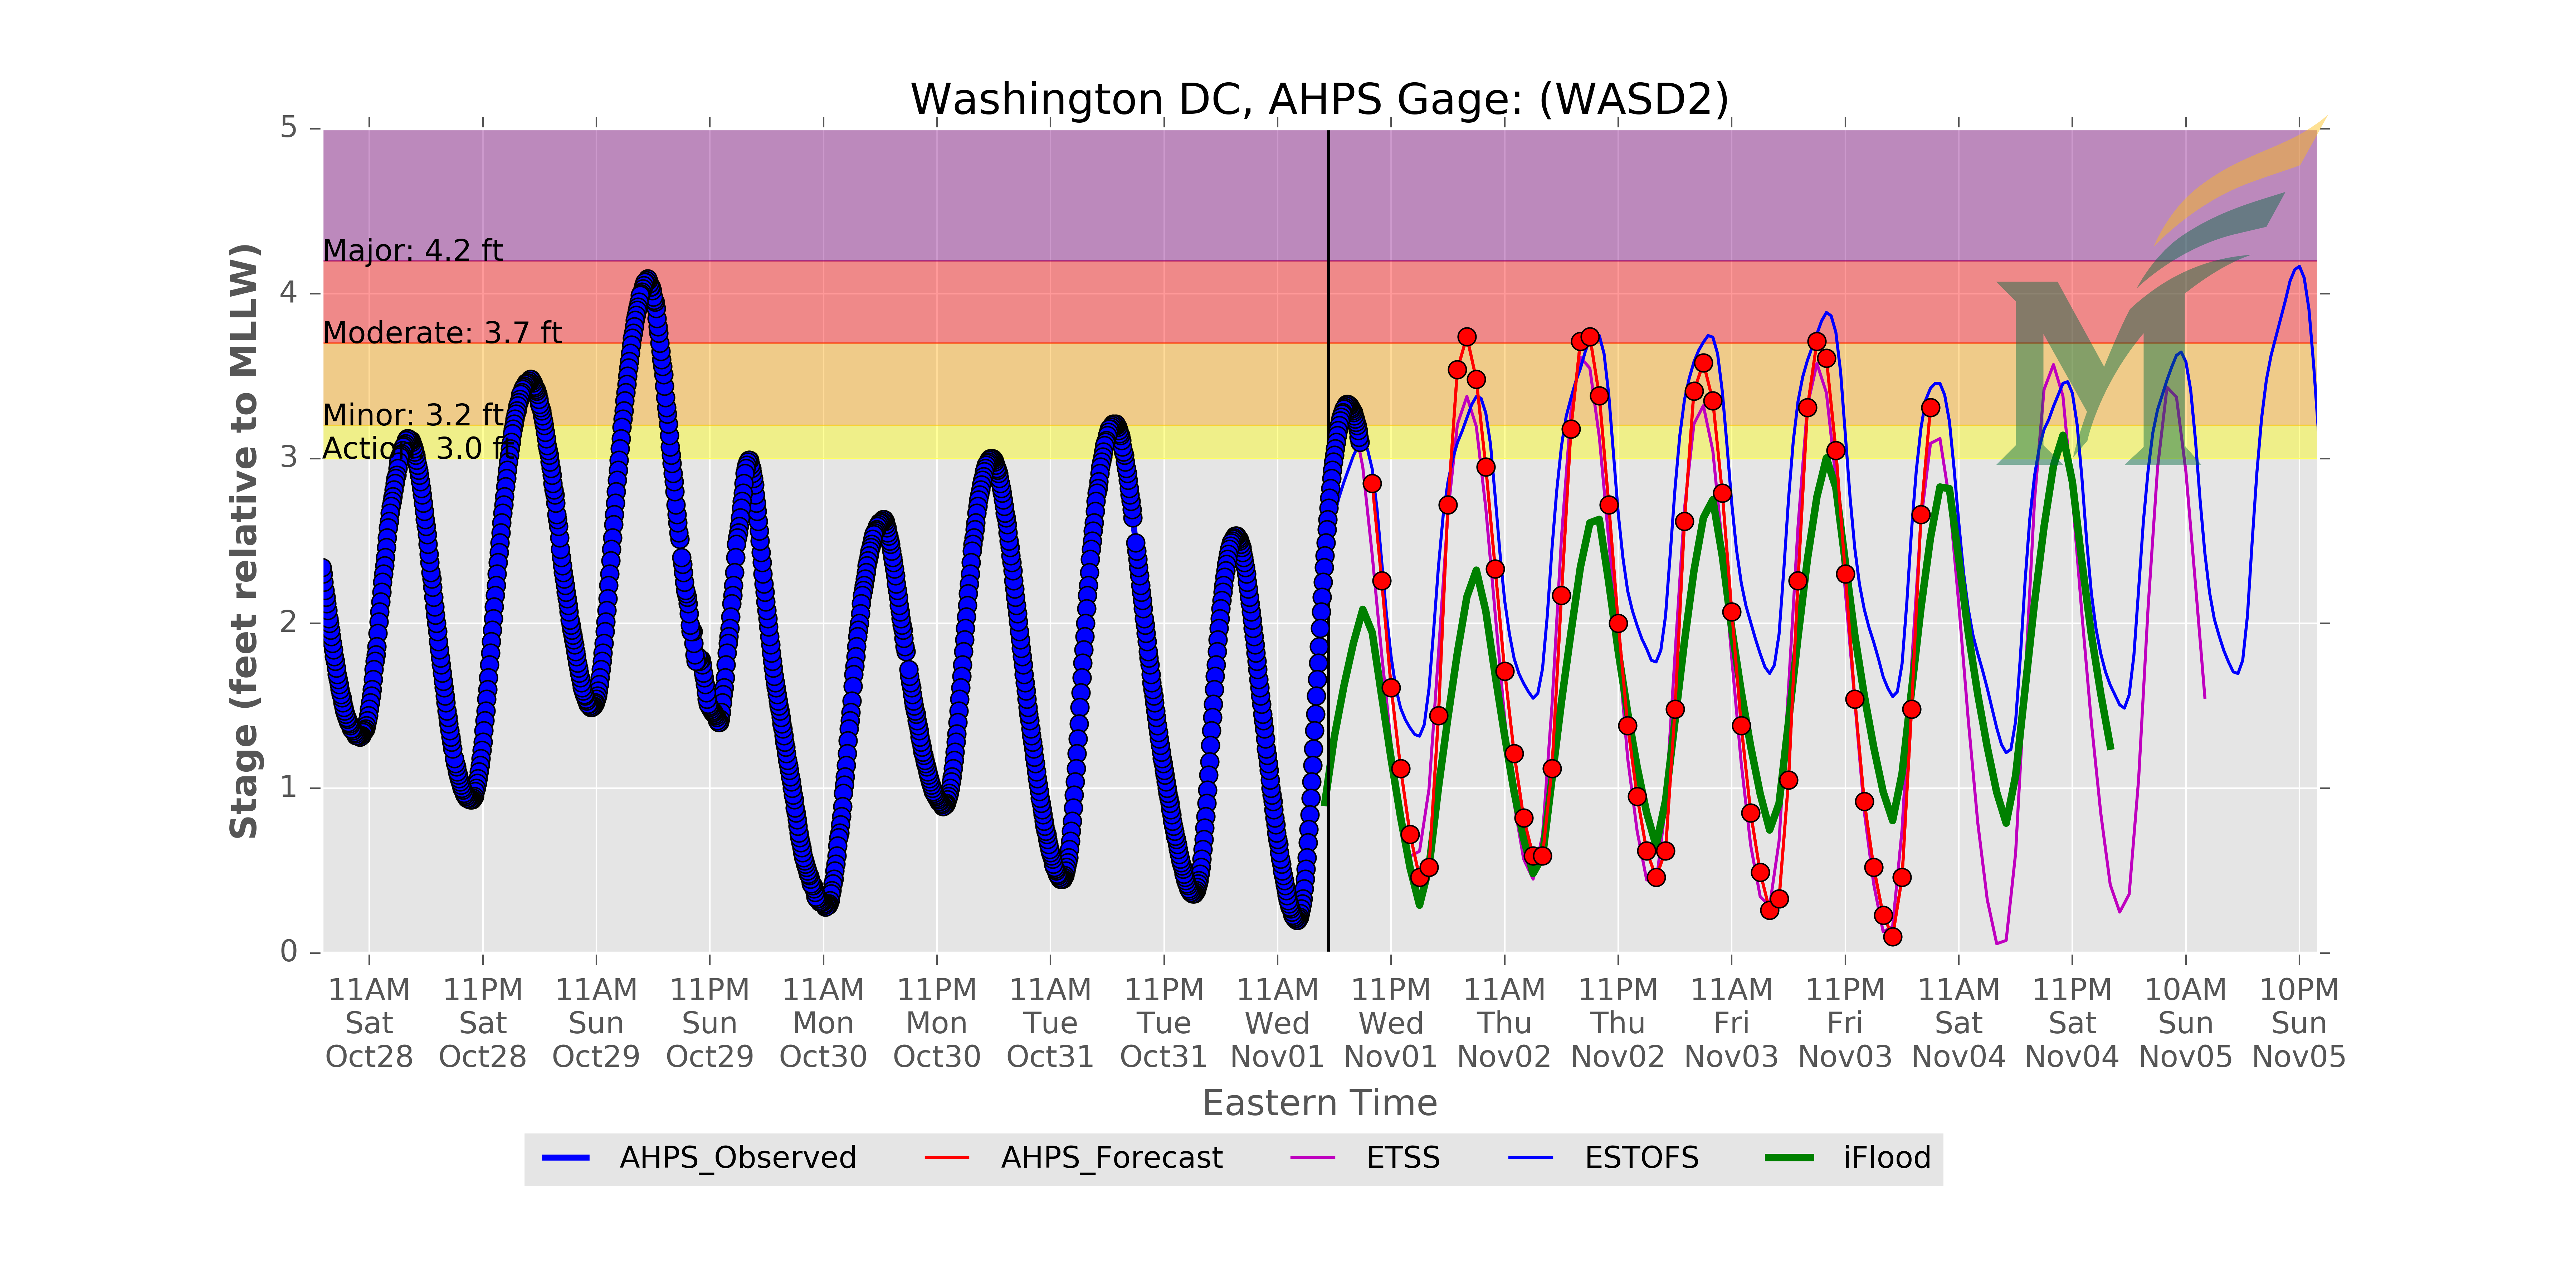 Washington DC, AHPS Gage: (WASD2)
Stage (feet relative to MLLW)
5
4
3
2
1
0
Major: 4.2 ft
Moderate: 3.7 ft
Minor: 3.2 ft
Action: 3.0 ft
11AM 11PM 11AM 11PM 11AM 11PM 11AM 11PM 11AM 11PM 11AM 11PM 11AM 11PM 11AM 11PM 10AM 10PM
Sat Sat Sun Sun Mon Mon Tue Tue Wed Wed Thu Thu Fri Fri Sat Sat Sun Sun
Oct28 Oct28 Oct29 Oct29 Oct30 Oct30 Oct31 Oct31 Nov01 Nov01 Nov02 Nov02 Nov03 Nov03 Nov04 Nov04 Nov05 Nov05
Eastern Time
AHPS_Observed AHPS_Forecast ETSS ESTOFS iFlood